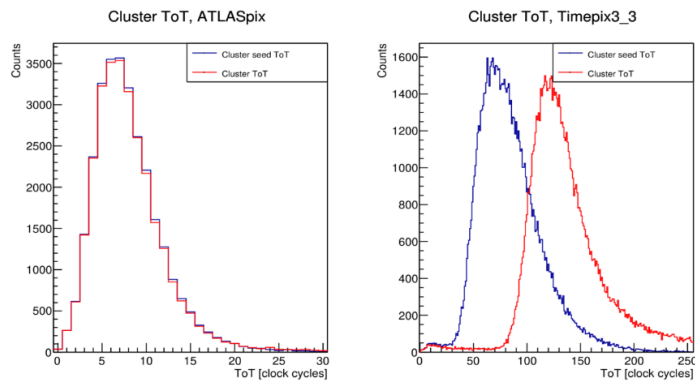 Cluster ToT, ATLASpix
Counts
Cluster seed ToT
Cluster ToT
3500
3000
2500
2000
1500
1000
500
0
0 5 10 15 20 25 30
ToT [clock cycles]
Cluster ToT, Timepix3_3
Counts
Cluster seed ToT
Cluster ToT
1600
1400
1200
1000
800
600
400
200
0
0 50 100 150 200 250
ToT [clock cycles]